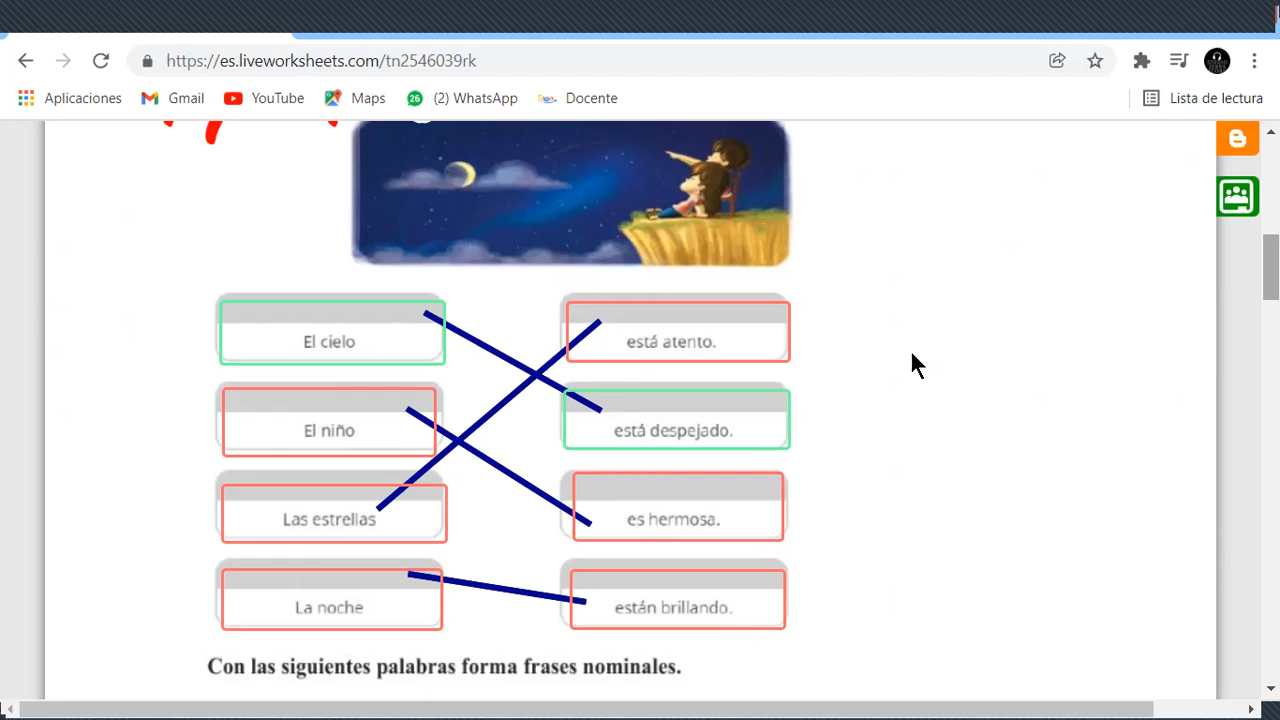 https://es.liveworksheets.com/tn2546039rk
Aplicaciones Gmail YouTube Maps (2) WhatsApp Docente Lista de lectura
El cielo está atento.
El niño está despejado.
Las estrellas es hermosa.
La noche están brillando.
Con las siguientes palabras forma frases nominales.